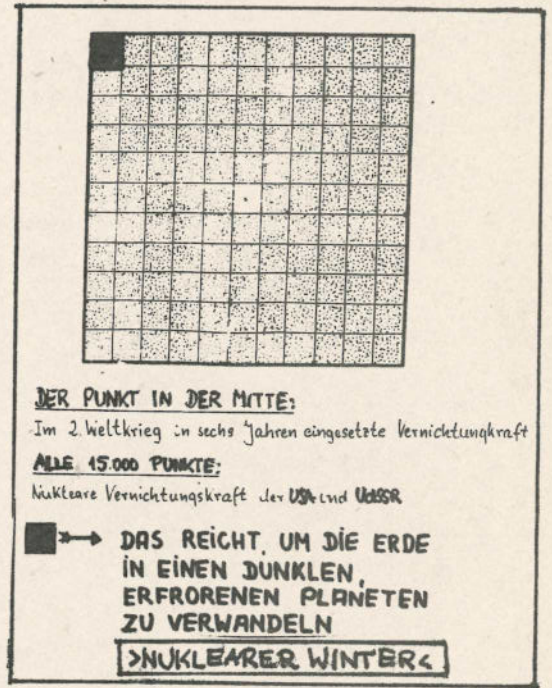 DER PUNKT IN DER MITTE:
Im 2. Weltkrieg in sechs Jahren eingesetzte Vernichtungkraft
ALLE 15.000 PUNKTE:
Nukleare Vernichtungskraft der USA und UdSSR
DAS REICHT, UM DIE ERDE
IN EINEN DUNKLEN,
ERFRORENEN PLANETEN
ZU VERWANDELN
>NUKLEARER WINTER<